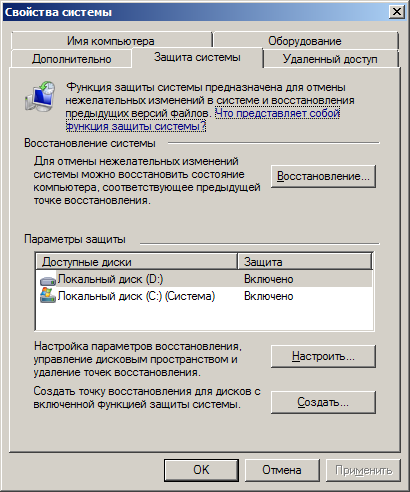 Свойства системы
Имя компьютера
Оборудование
Дополнительно
Защита системы
Удаленный доступ
Функция защиты системы предназначена для отмены
нежелательных изменений в системе и восстановления
предыдущих версий файлов. Что представляет собой
функция защиты системы?
Восстановление системы
Для отмены нежелательных изменений
системы можно восстановить состояние
компьютера, соответствующее предыдущей
точке восстановления.
Восстановление...
Параметры защиты
Доступные диски Защита
Локальный диск (D:) Включено
Локальный диск (C:) (Система) Включено
Настройка параметров восстановления,
управление дисковым пространством и
удаление точек восстановления.
Настроить...
Создать точку восстановления для дисков с
включенной функцией защиты системы.
Создать...
OK
Отмена
Применить